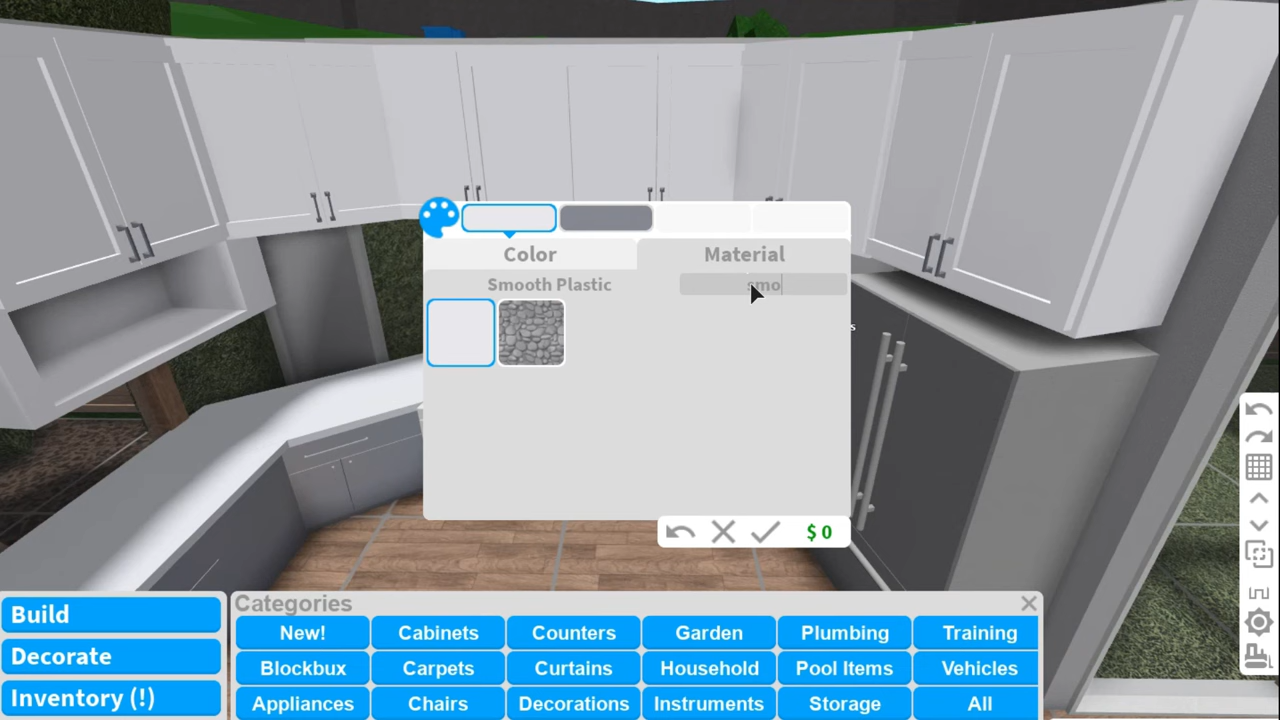 Color
Material
Smooth Plastic
smo
s
$ 0
Build
Decorate
Inventory (!)
Categories
New!
Cabinets
Counters
Garden
Plumbing
Training
Blockbux
Carpets
Curtains
Household
Pool Items
Vehicles
Appliances
Chairs
Decorations
Instruments
Storage
All